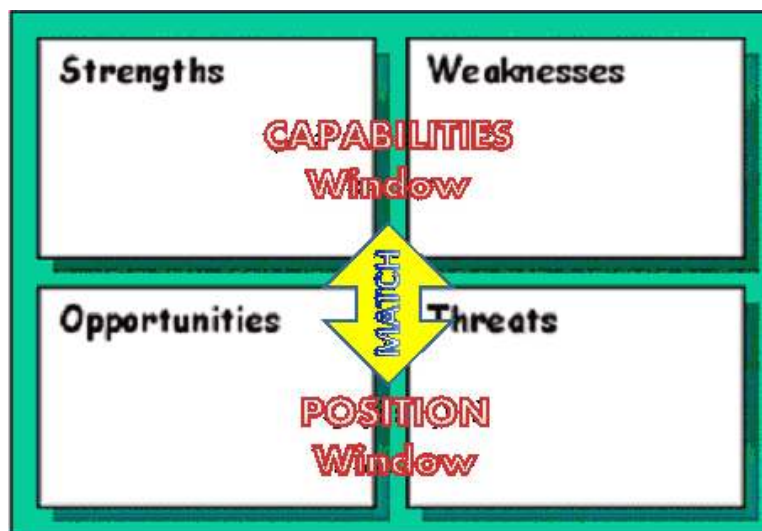 Strengths
Weaknesses
CAPABILITIES
Window
MATCH
Opportunities
Threats
POSITION
Window